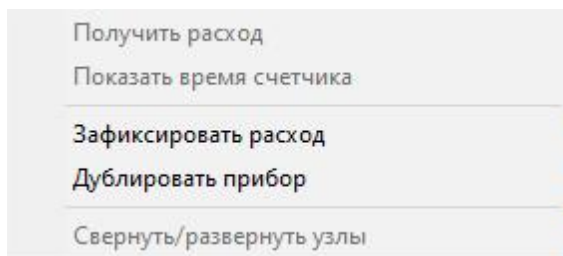 Получить расход
Показать время счетчика
Зафиксировать расход
Дублировать прибор
Свернуть/развернуть узлы